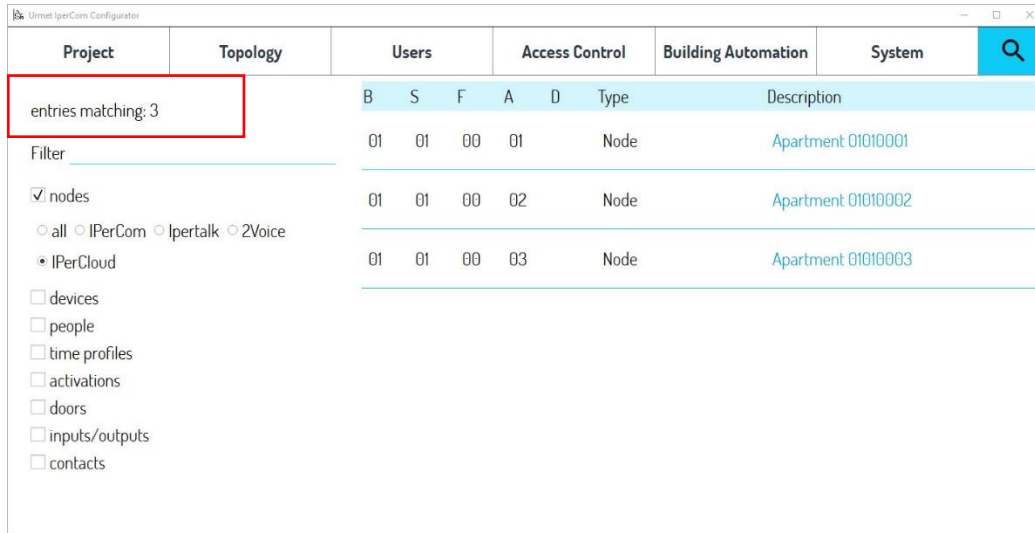 Urmet IperCom Configurator
Project Topology Users Access Control Building Automation System
entries matching: 3
Filter
nodes
all IPerCom Ipertalk 2Voice
IPerCloud
devices
people
time profiles
activations
doors
inputs/outputs
contacts
B S F A D Type Description
01 01 00 01 Node Apartment 01010001
01 01 00 02 Node Apartment 01010002
01 01 00 03 Node Apartment 01010003